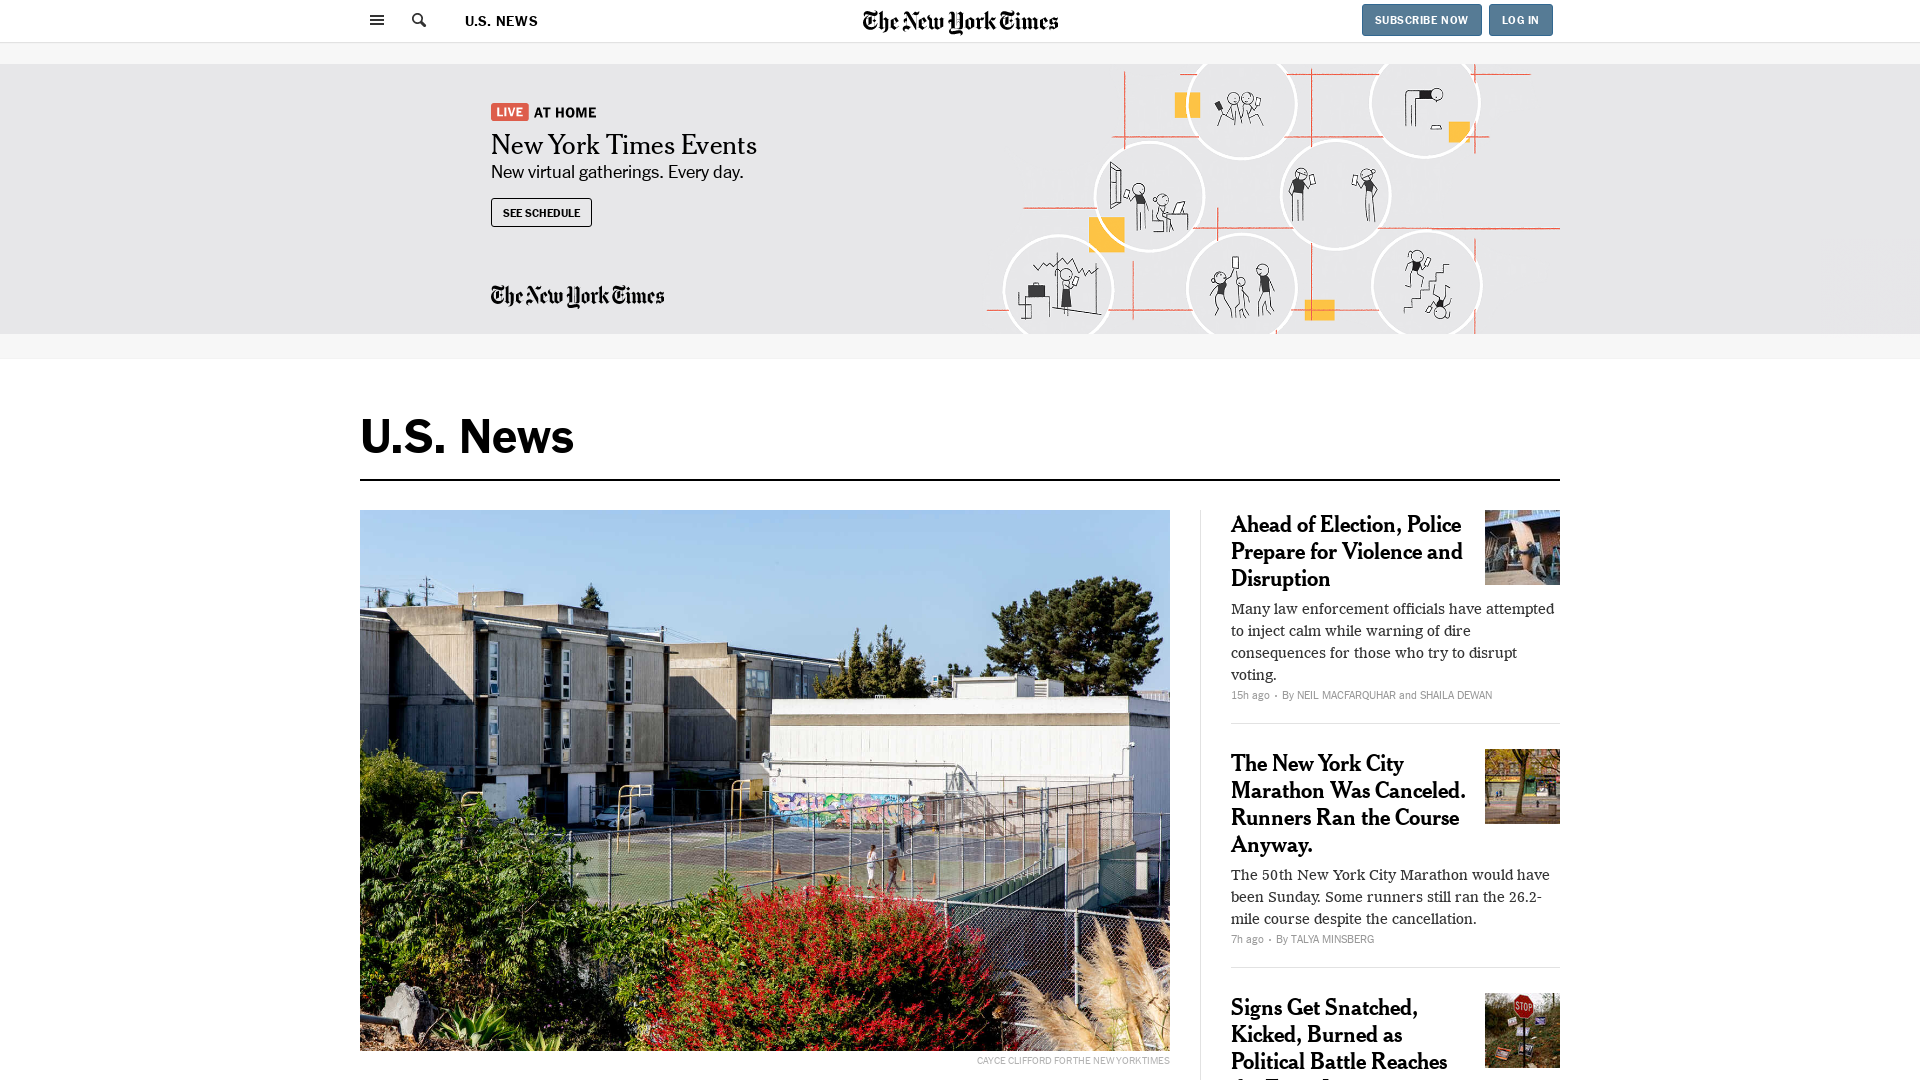 U.S. NEWS
The New York Times
SUBSCRIBE NOW
LOG IN
LIVE AT HOME
New York Times Events
New virtual gatherings. Every day.
SEE SCHEDULE
The New York Times
U.S. News
CAYCE CLIFFORD FOR THE NEW YORK TIMES
Ahead of Election, Police
Prepare for Violence and
Disruption
Many law enforcement officials have attempted
to inject calm while warning of dire
consequences for those who try to disrupt
voting.
15h ago • By NEIL MACFARQUHAR and SHAILA DEWAN
The New York City
Marathon Was Canceled.
Runners Ran the Course
Anyway.
The 50th New York City Marathon would have
been Sunday. Some runners still ran the 26.2-
mile course despite the cancellation.
7h ago • By TALYA MINSBERG
STOP
Signs Get Snatched,
Kicked, Burned as
Political Battle Reaches